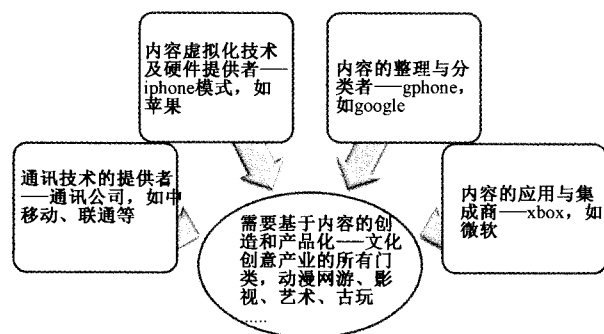 内容虚拟化技术
及硬件提供者——
iphone模式，如
苹果
内容的整理与分
类者——gphone，
如google
通讯技术的提供者
——通讯公司，如中
移动、联通等
内容的应用与集
成商——xbox，如
微软
需要基于内容的创
造和产品化——文化
创意产业的所有门
类，动漫网游、影
视、艺术、古玩
.....